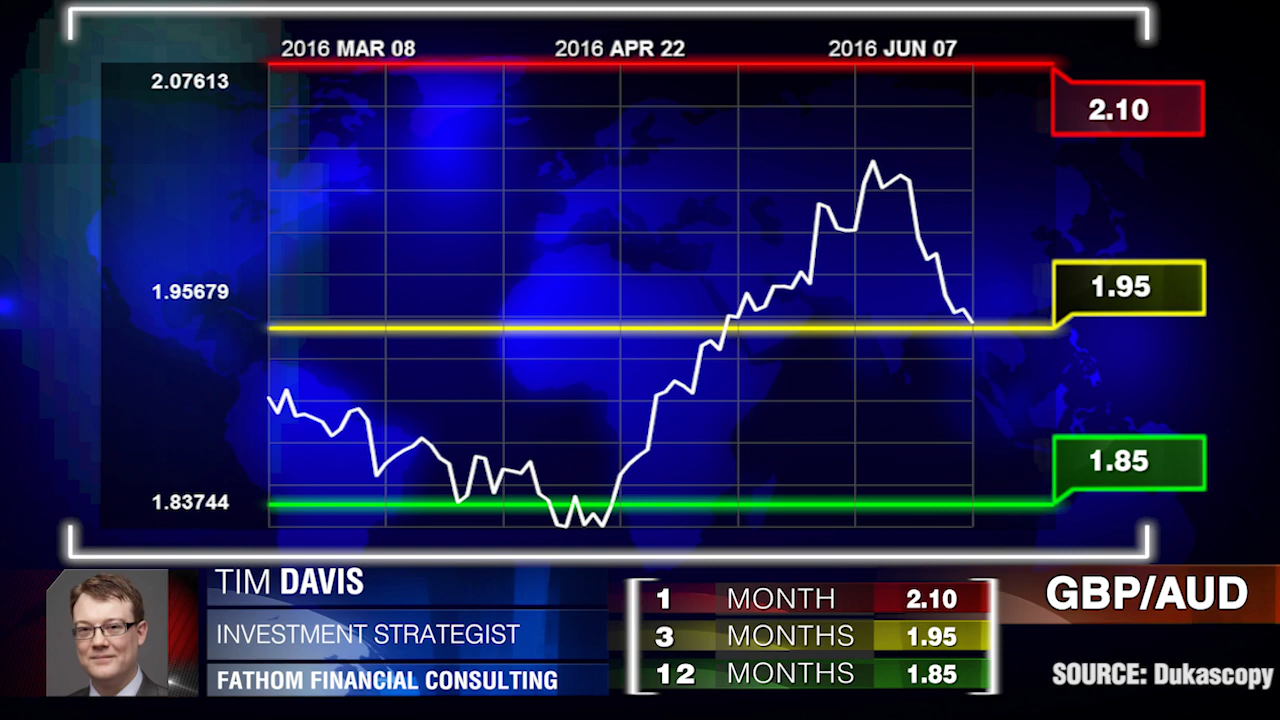 2016 MAR 08 2016 APR 22 2016 JUN 07
2.07613
2.10
1.95679
1.95
1.85
1.83744
TIM DAVIS
INVESTMENT STRATEGIST
FATHOM FINANCIAL CONSULTING
1 MONTH 2.10
3 MONTHS 1.95
12 MONTHS 1.85
GBP/AUD
SOURCE: Dukascopy